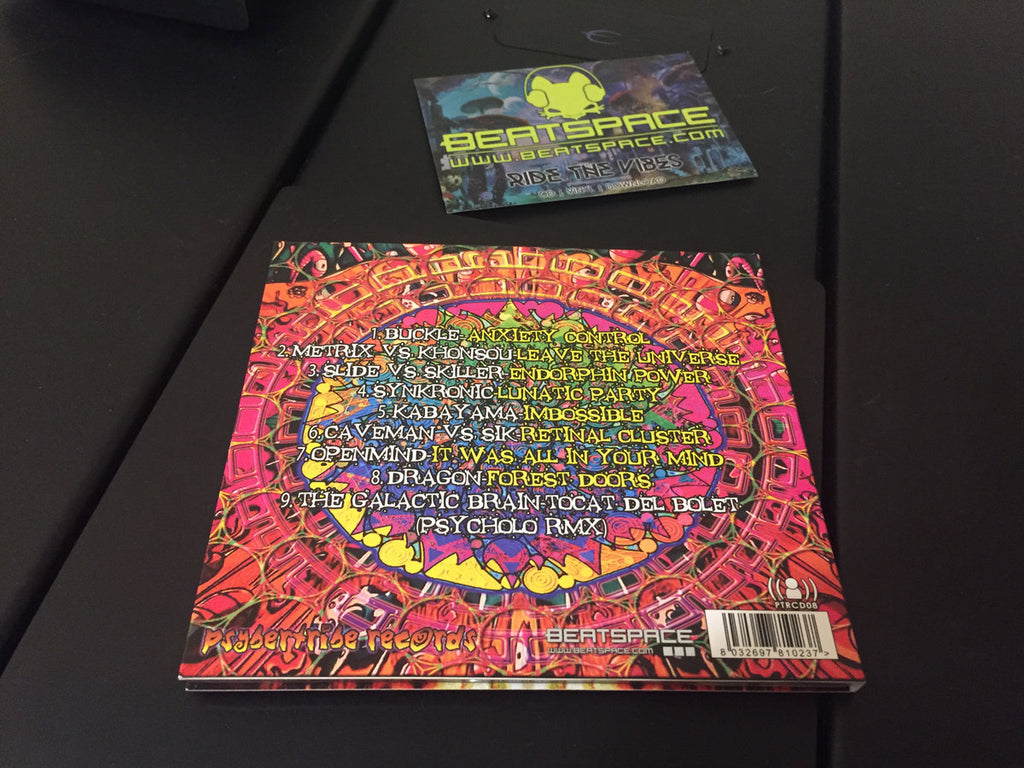 BEATSPACE
WWW.BEATSPACE.COM
RIDE THE VIBES
CD | VINYL | DOWNLOAD
1. BUCKLE-ANXIETY CONTROL
2. METRIX VS. KHONSOU-LEAVE THE UNIVERSE
3. SLIDE VS SKILLER-ENDORPHIN POWER
4. SYNKRONIC-LUNATIC PARTY
5. KABAYAMA-IMBOSSIBLE
6. CAVEMAN VS SIK-RETINAL CLUSTER
7. OPENMIND-IT WAS ALL IN YOUR MIND
8. DRAGON-FOREST DOORS
9. THE GALACTIC BRAIN-TOCAT DEL BOLET
(PSYCHOLO RMX)
PTRCD08
psybertribe records
BEATSPACE
WWW.BEATSPACE.COM
8 032697 810237 >